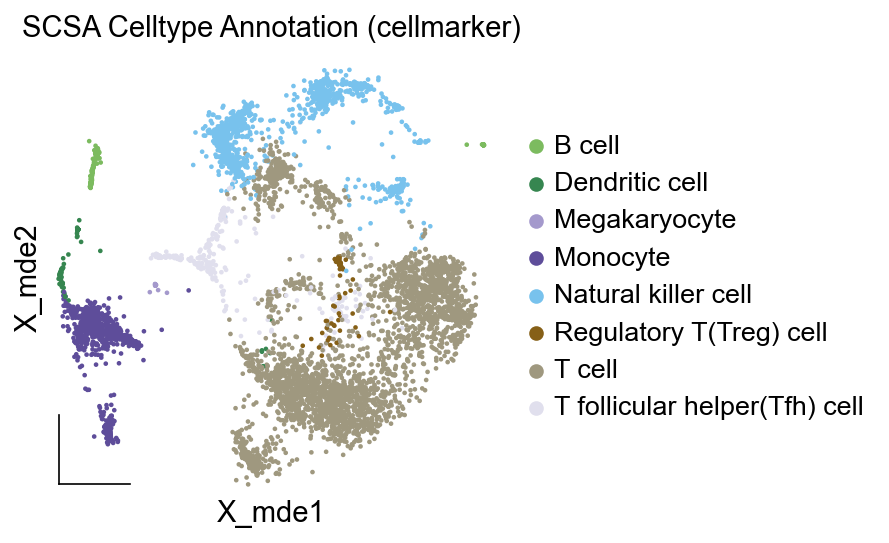 SCSA Celltype Annotation (cellmarker)
B cell
Dendritic cell
Megakaryocyte
Monocyte
Natural killer cell
Regulatory T(Treg) cell
T cell
T follicular helper(Tfh) cell
X_mde2
X_mde1